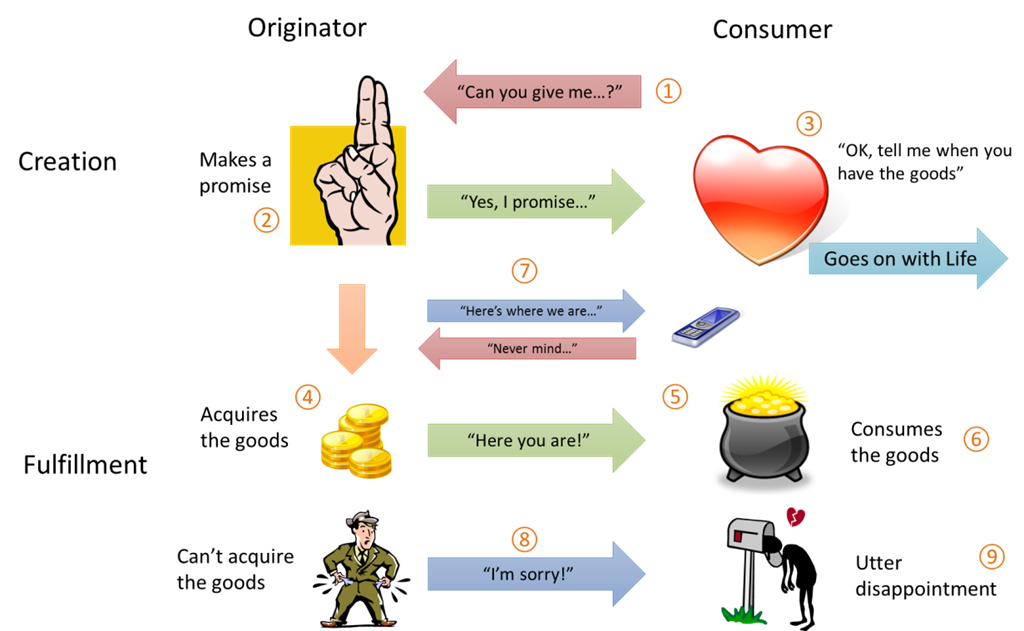 Originator
Consumer
“Can you give me…?”
①
③
Creation
Makes a
promise
②
“OK, tell me when you
have the goods”
“Yes, I promise…”
Goes on with Life
⑦
“Here’s where we are…”
“Never mind…”
④
⑤
Acquires
the goods
“Here you are!”
Consumes
the goods
⑥
Fulfillment
Can’t acquire
the goods
⑧
“I’m sorry!”
Utter
disappointment
⑨